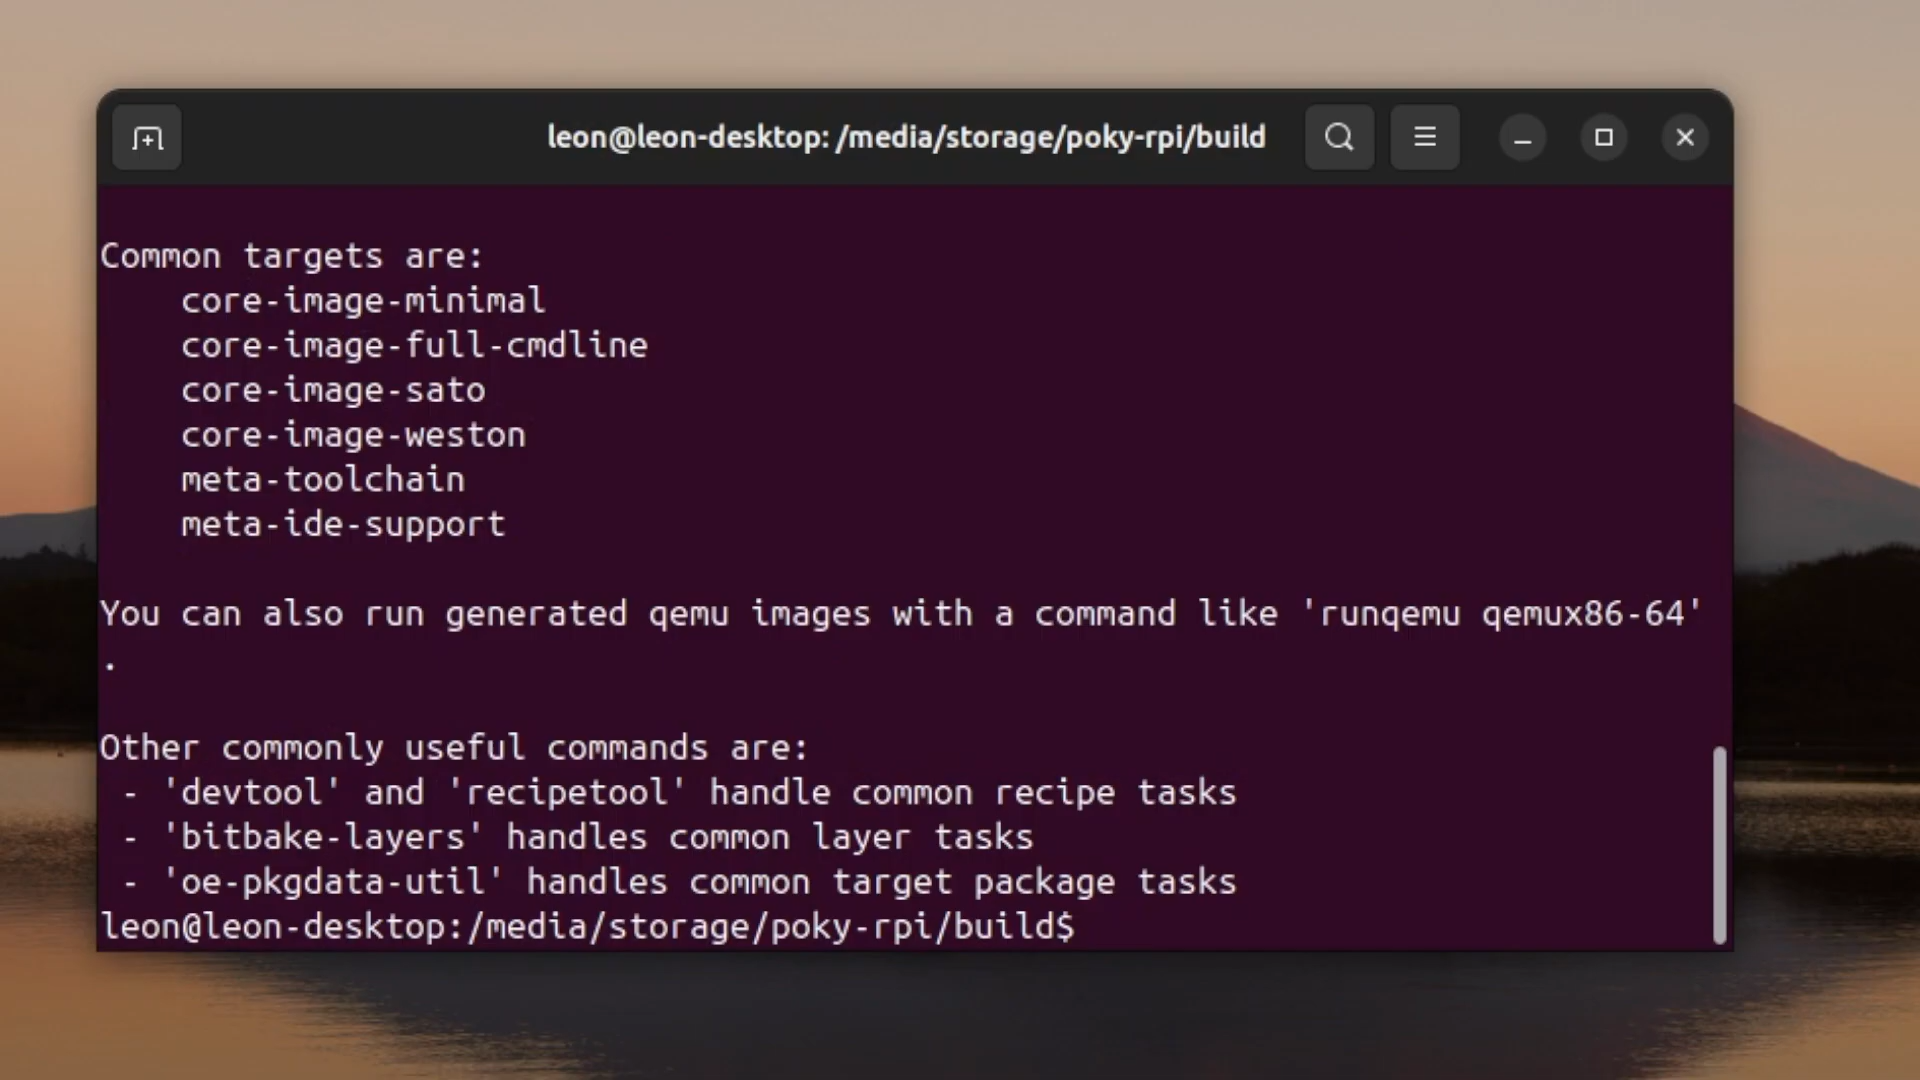 leon@leon-desktop: /media/storage/poky-rpi/build
Common targets are:
    core-image-minimal
    core-image-full-cmdline
    core-image-sato
    core-image-weston
    meta-toolchain
    meta-ide-support
You can also run generated qemu images with a command like 'runqemu qemux86-64'
.
Other commonly useful commands are:
 - 'devtool' and 'recipetool' handle common recipe tasks
 - 'bitbake-layers' handles common layer tasks
 - 'oe-pkgdata-util' handles common target package tasks
leon@leon-desktop:/media/storage/poky-rpi/build$